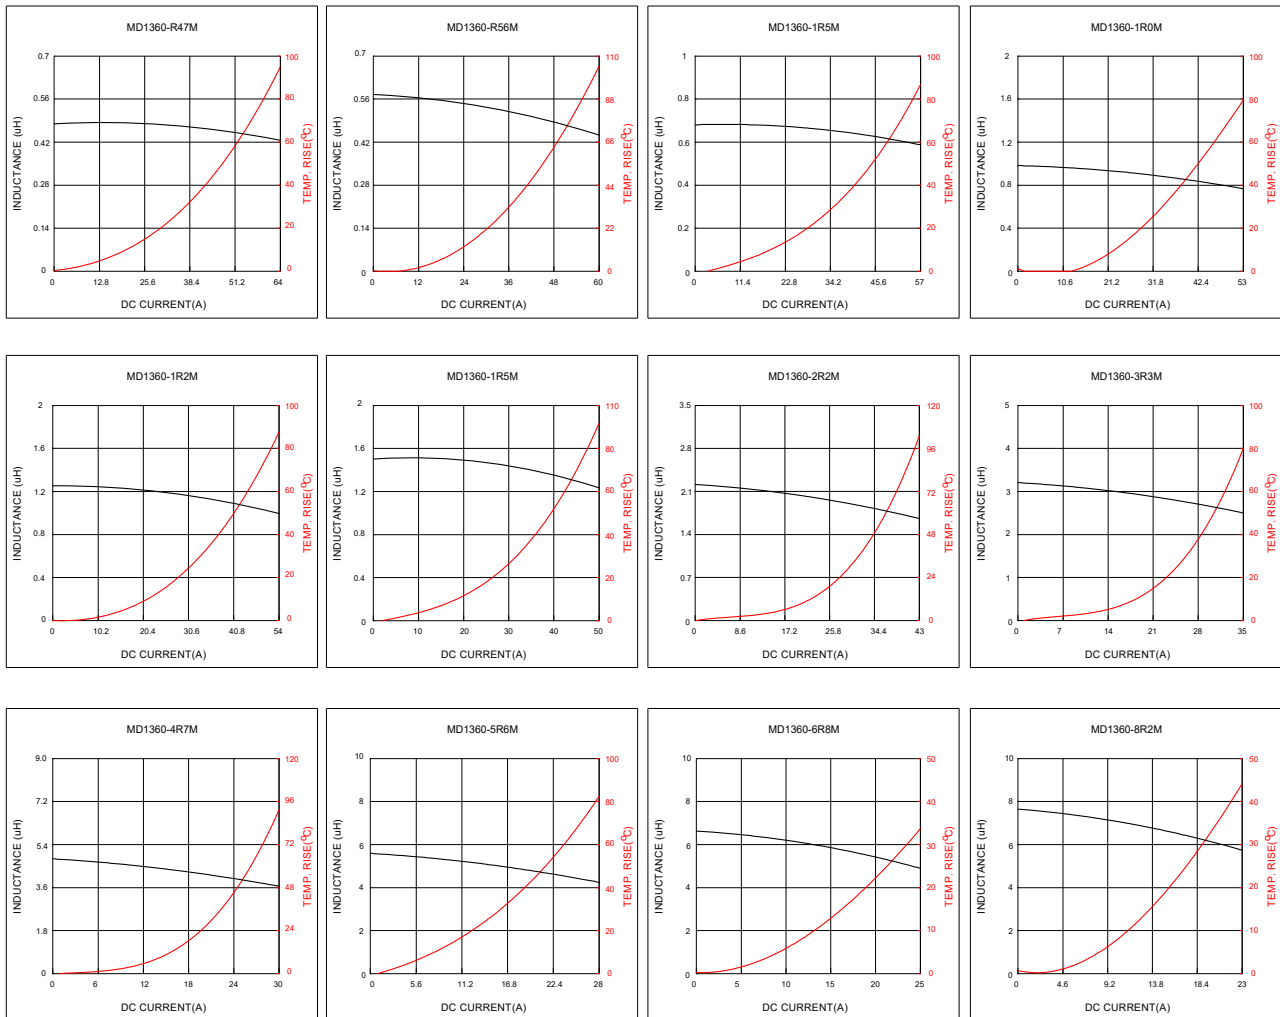 MD1360-R47M
0.7
0.56
0.42
0.28
0.14
0
100
80
60
40
20
0
0 12.8 25.6 38.4 51.2 64
INDUCTANCE (uH)
TEMP. RISE(ºC)
DC CURRENT(A)
MD1360-R56M
0.7
0.56
0.42
0.28
0.14
0
110
88
66
44
22
0
0 12 24 36 48 60
INDUCTANCE (uH)
TEMP. RISE(ºC)
DC CURRENT(A)
MD1360-1R5M
1
0.8
0.6
0.4
0.2
0
100
80
60
40
20
0
0 11.4 22.8 34.2 45.6 57
INDUCTANCE (uH)
TEMP. RISE(ºC)
DC CURRENT(A)
MD1360-1R0M
2
1.6
1.2
0.8
0.4
0
100
80
60
40
20
0
0 10.6 21.2 31.8 42.4 53
INDUCTANCE (uH)
TEMP. RISE(ºC)
DC CURRENT(A)
MD1360-1R2M
2
1.6
1.2
0.8
0.4
0
100
80
60
40
20
0
0 10.2 20.4 30.6 40.8 54
INDUCTANCE (uH)
TEMP. RISE(ºC)
DC CURRENT(A)
MD1360-1R5M
2
1.6
1.2
0.8
0.4
0
110
80
60
40
20
0
0 10 20 30 40 50
INDUCTANCE (uH)
TEMP. RISE(ºC)
DC CURRENT(A)
MD1360-2R2M
3.5
2.8
2.1
1.4
0.7
0
120
96
72
48
24
0
0 8.6 17.2 25.8 34.4 43
INDUCTANCE (uH)
TEMP. RISE(ºC)
DC CURRENT(A)
MD1360-3R3M
5
4
3
2
1
0
100
80
60
40
20
0
0 7 14 21 28 35
INDUCTANCE (uH)
TEMP. RISE(ºC)
DC CURRENT(A)
MD1360-4R7M
9.0
7.2
5.4
3.6
1.8
0
120
96
72
48
24
0
0 6 12 18 24 30
INDUCTANCE (uH)
TEMP. RISE(ºC)
DC CURRENT(A)
MD1360-5R6M
10
8
6
4
2
0
100
80
60
40
20
0
0 5.6 11.2 16.8 22.4 28
INDUCTANCE (uH)
TEMP. RISE(ºC)
DC CURRENT(A)
MD1360-6R8M
10
8
6
4
2
0
50
40
30
20
10
0
0 5 10 15 20 25
INDUCTANCE (uH)
TEMP. RISE(ºC)
DC CURRENT(A)
MD1360-8R2M
10
8
6
4
2
0
50
40
30
20
10
0
0 4.6 9.2 13.8 18.4 23
INDUCTANCE (uH)
TEMP. RISE(ºC)
DC CURRENT(A)